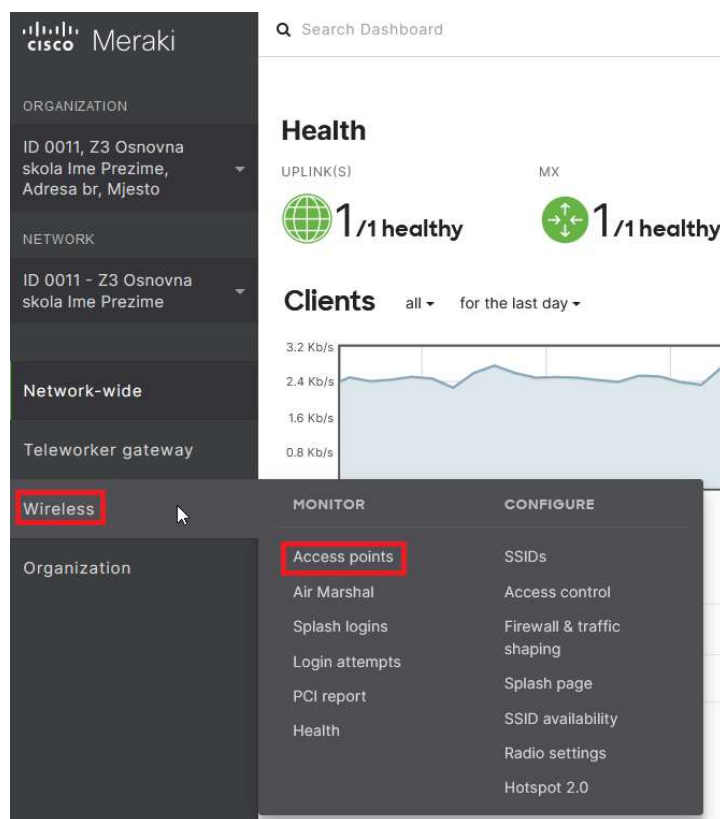 cisco Meraki
Search Dashboard
ORGANIZATION
ID 0011, Z3 Osnovna
skola Ime Prezime,
Adresa br, Mjesto
NETWORK
ID 0011 - Z3 Osnovna
skola Ime Prezime
Network-wide
Teleworker gateway
Wireless
Organization
Health
UPLINK(S)
1/1 healthy
MX
1/1 healthy
Clients all for the last day
3.2 Kb/s
2.4 Kb/s
1.6 Kb/s
0.8 Kb/s
MONITOR
Access points
Air Marshal
Splash logins
Login attempts
PCI report
Health
CONFIGURE
SSIDs
Access control
Firewall & traffic
shaping
Splash page
SSID availability
Radio settings
Hotspot 2.0